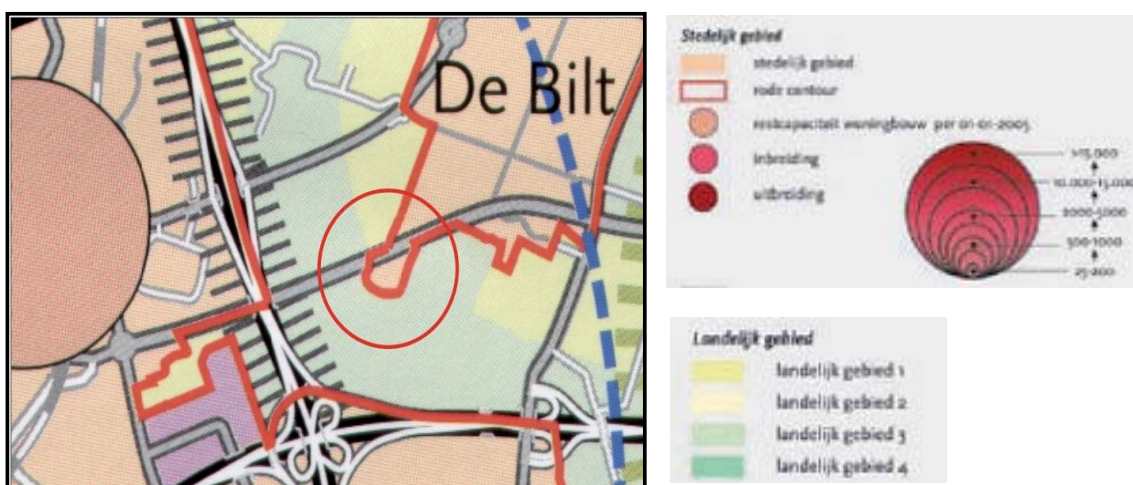 De Bilt
Stedelijk gebied
stedelijk gebied
rode contour
restcapaciteit woningbouw per 01-01-2005
inbreiding
uitbreiding
>15.000
10.000-15.000
2000-5000
500-1000
25-200
Landelijk gebied
landelijk gebied 1
landelijk gebied 2
landelijk gebied 3
landelijk gebied 4